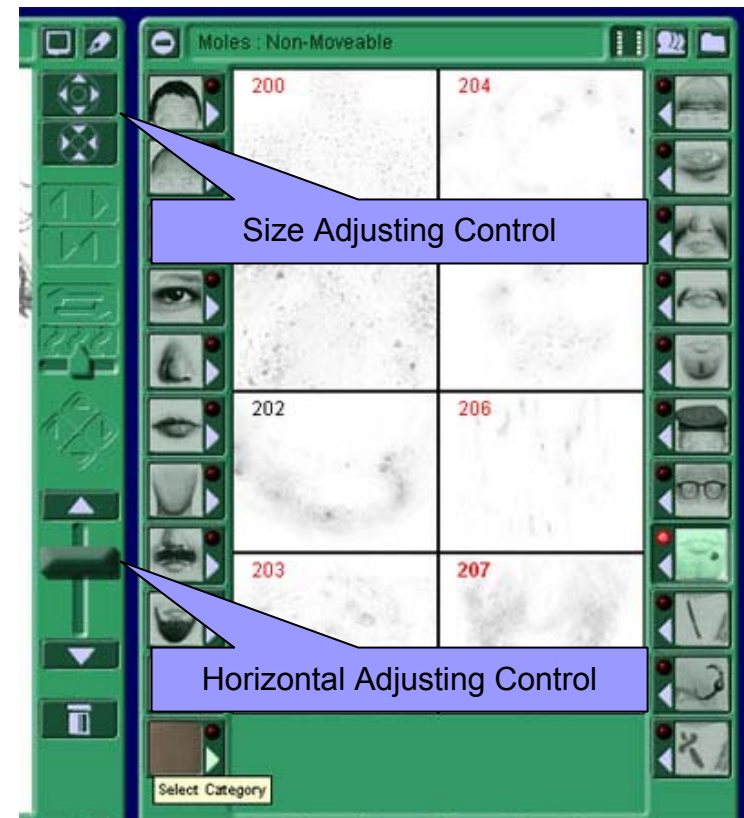 Moles : Non-Moveable
200
204
Size Adjusting Control
202
206
203
207
Horizontal Adjusting Control
Select Category